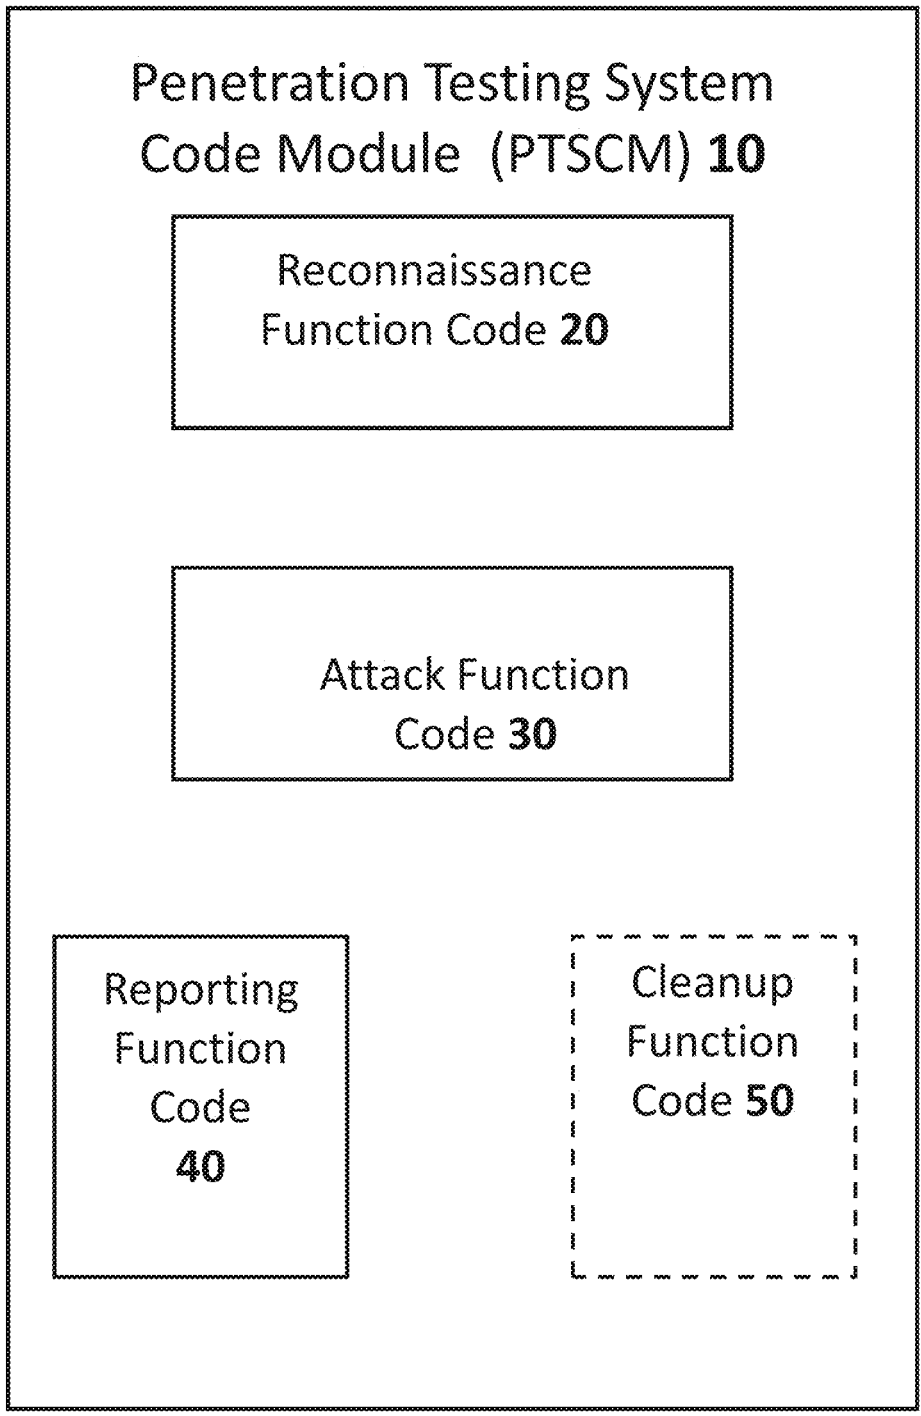 Penetration Testing System
Code Module (PTSCM) 10
Reconnaissance
Function Code 20
Attack Function
Code 30
Reporting
Function
Code
40
Cleanup
Function
Code 50